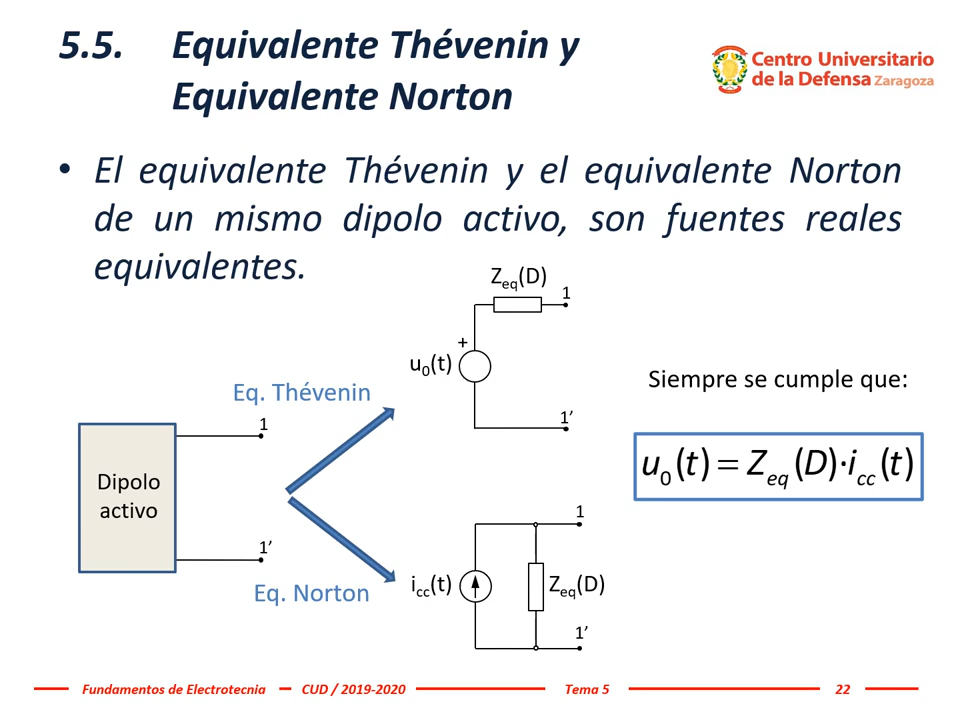 5.5. Equivalente Thévenin y
Equivalente Norton
Centro Universitario
de la Defensa Zaragoza
• El equivalente Thévenin y el equivalente Norton
de un mismo dipolo activo, son fuentes reales
equivalentes.
Zeq(D)
1
+
u0(t)
1’
Eq. Thévenin
Siempre se cumple que:
u0(t) = Zeq(D)·icc(t)
1
Dipolo
activo
1’
Eq. Norton
1
icc(t)
Zeq(D)
1’
Fundamentos de Electrotecnia CUD / 2019-2020 Tema 5 22